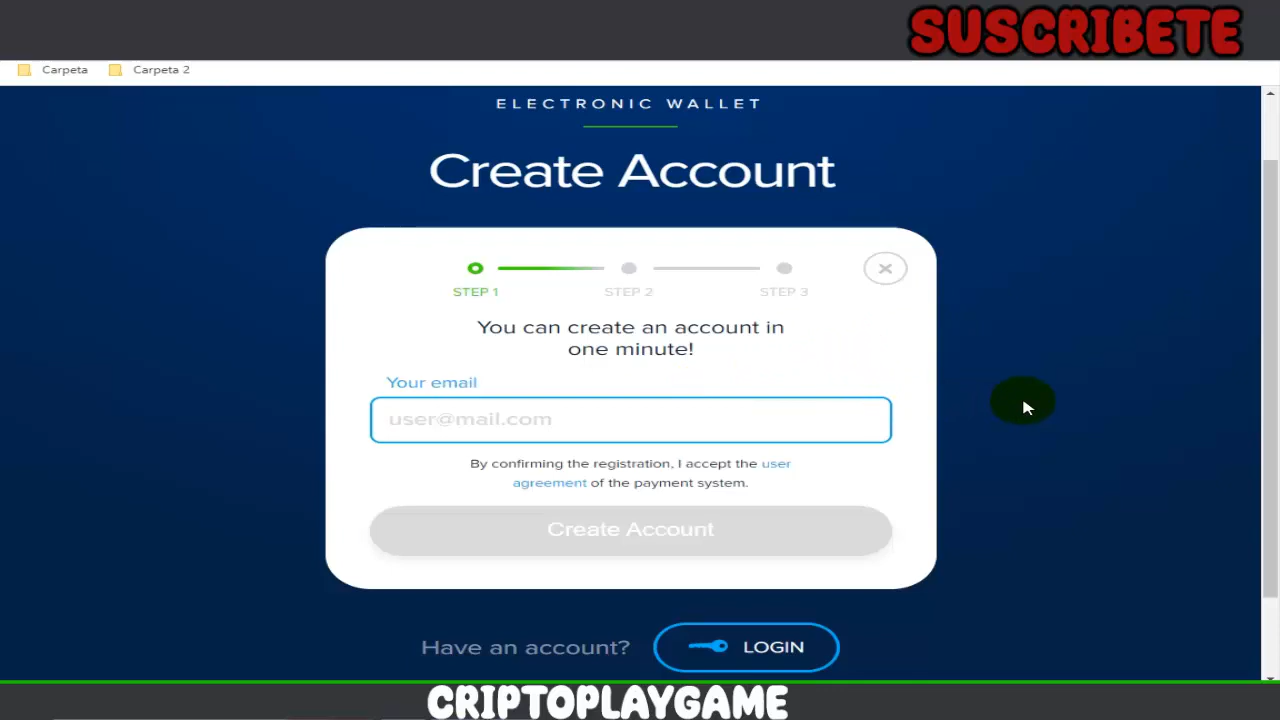 SUSCRIBETE
Carpeta Carpeta 2
ELECTRONIC WALLET
Create Account
STEP 1 STEP 2 STEP 3
You can create an account in
one minute!
Your email
user@mail.com
By confirming the registration, I accept the user
agreement of the payment system.
Create Account
Have an account? LOGIN
CRIPTOPLAYGAME